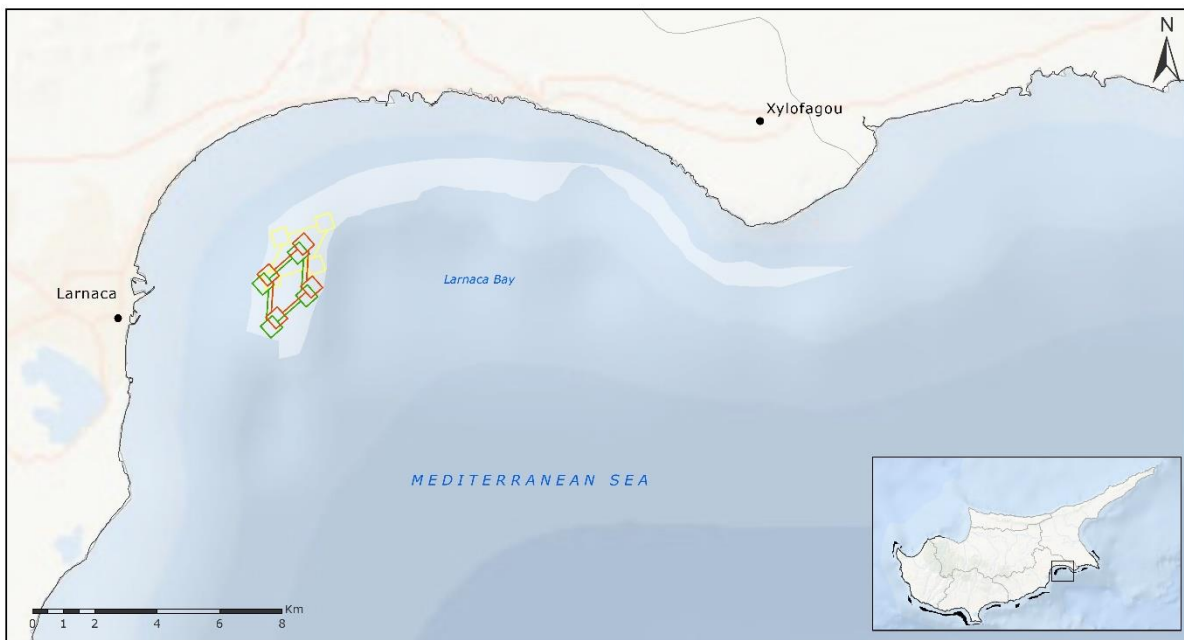 N
Xylofagou
Larnaca Bay
Larnaca
MEDITERRANEAN SEA
Km
0 1 2 4 6 8